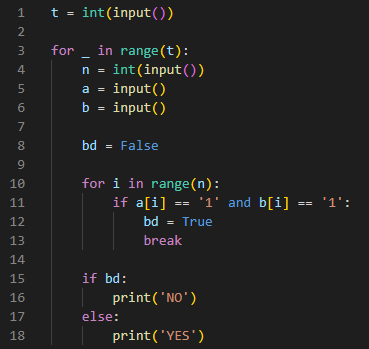 1 t = int(input())
2
3 for _ in range(t):
4     n = int(input())
5     a = input()
6     b = input()
7
8     bd = False
9
10     for i in range(n):
11         if a[i] == '1' and b[i] == '1':
12             bd = True
13             break
14
15     if bd:
16         print('NO')
17     else:
18         print('YES')